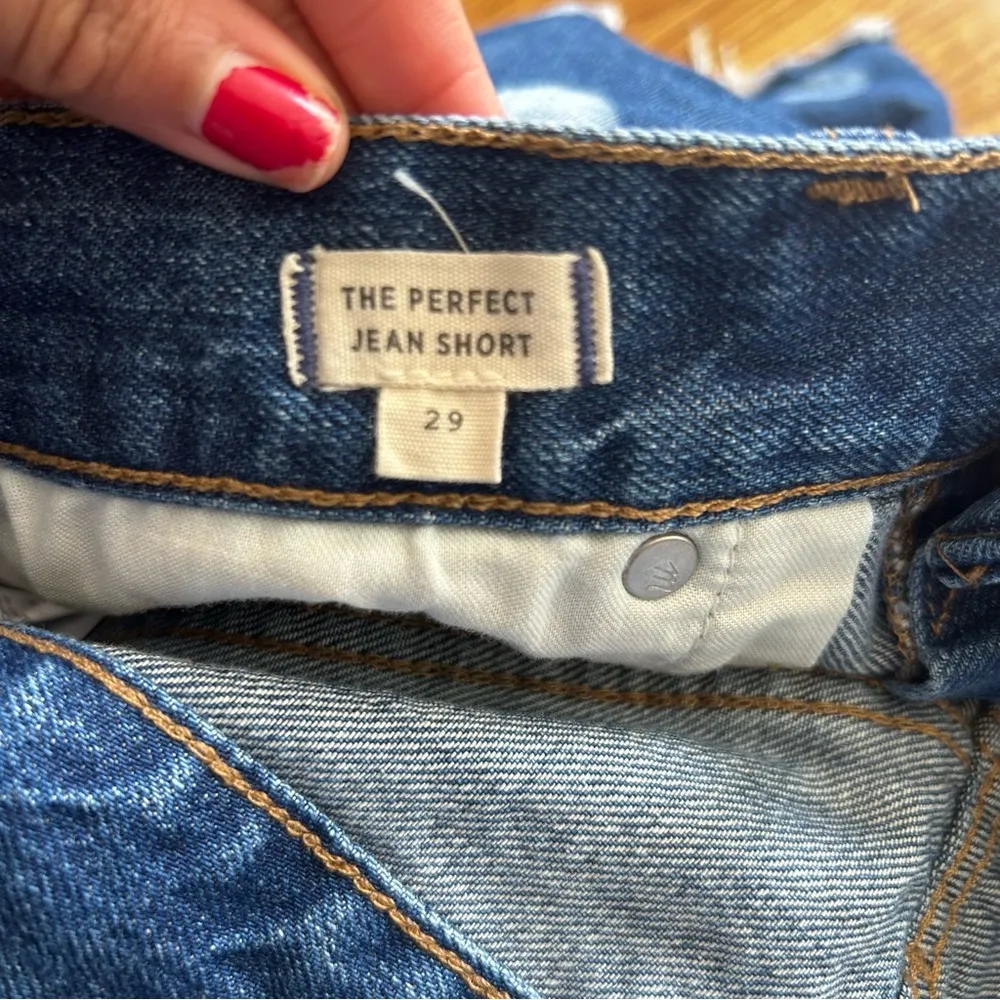 THE PERFECT
JEAN SHORT
29